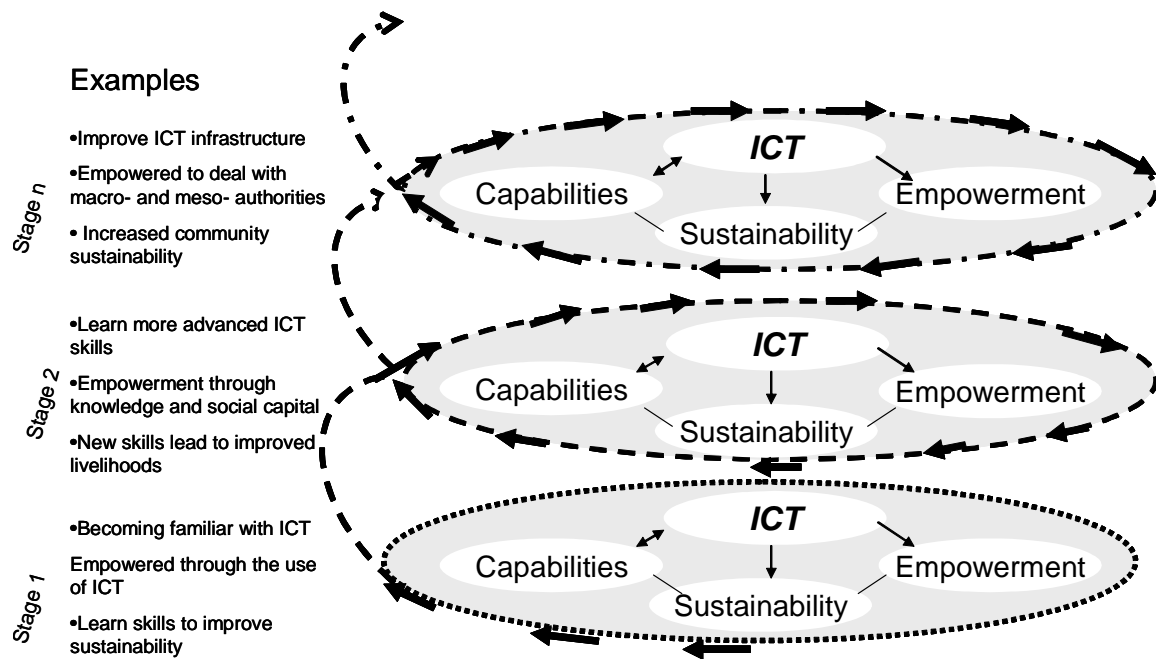 Examples
Stage n
•Improve ICT infrastructure
•Empowered to deal with
macro- and meso- authorities
• Increased community
sustainability
ICT
Capabilities
Empowerment
Sustainability
Stage 2
•Learn more advanced ICT
skills
•Empowerment through
knowledge and social capital
•New skills lead to improved
livelihoods
ICT
Capabilities
Empowerment
Sustainability
Stage 1
•Becoming familiar with ICT
Empowered through the use
of ICT
•Learn skills to improve
sustainability
ICT
Capabilities
Empowerment
Sustainability